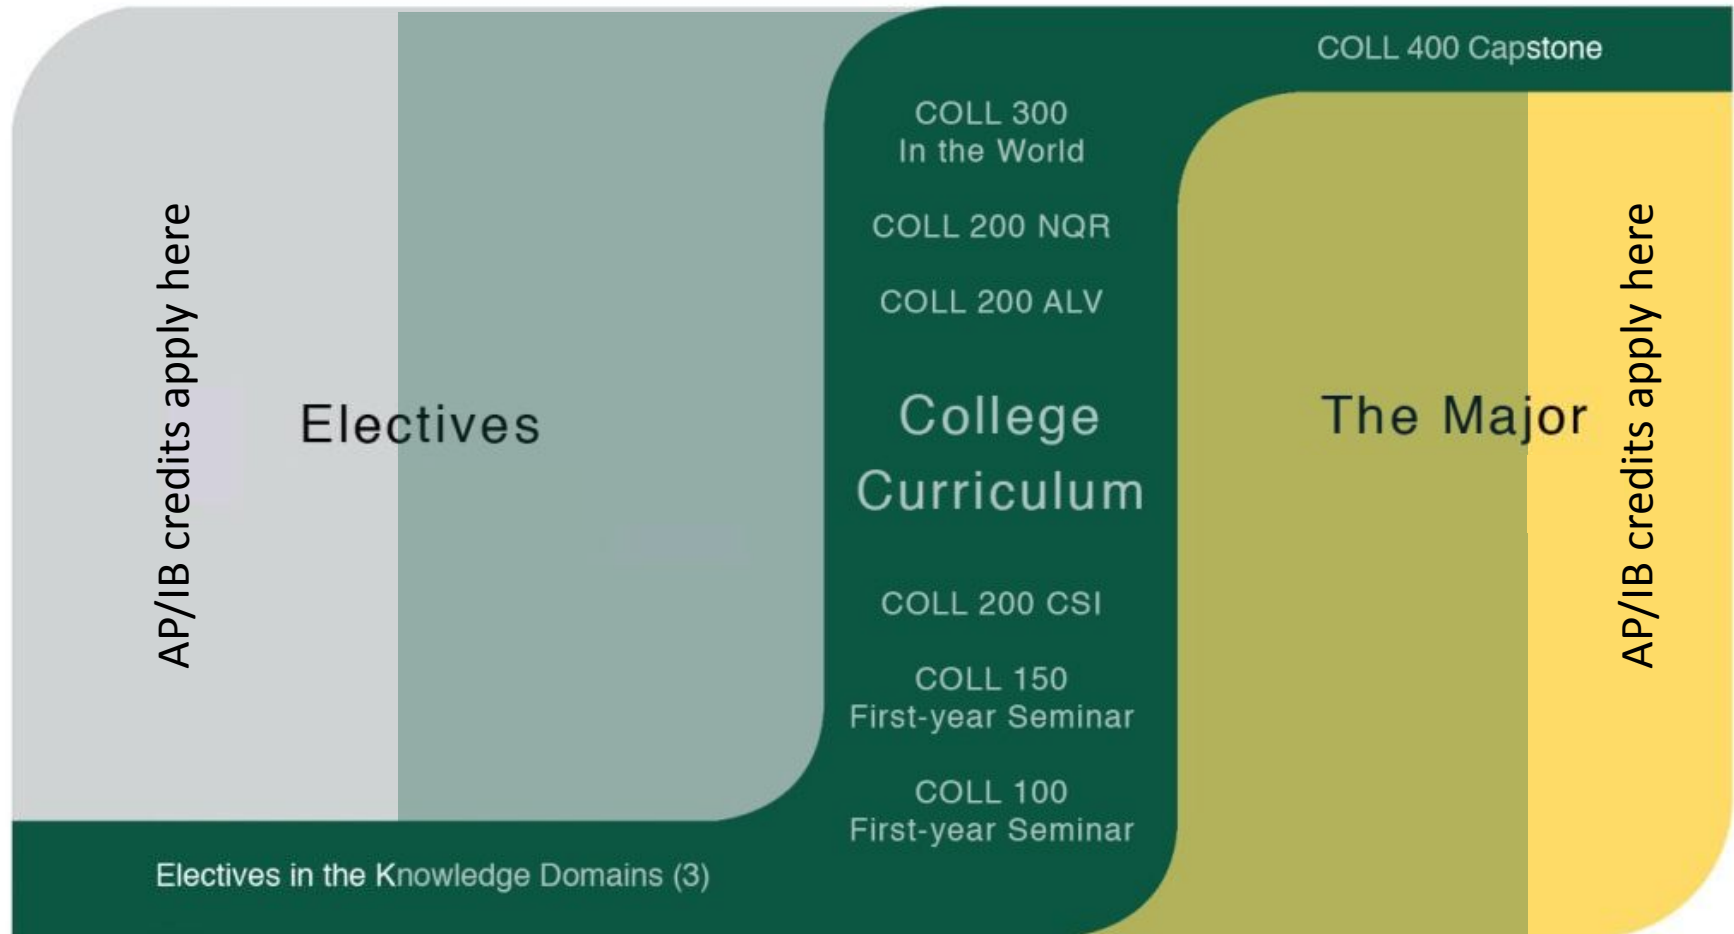 AP/IB credits apply here
Electives
Electives in the Knowledge Domains (3)
COLL 400 Capstone
COLL 300
In the World
COLL 200 NQR
COLL 200 ALV
College
Curriculum
COLL 200 CSI
COLL 150
First-year Seminar
COLL 100
First-year Seminar
The Major
AP/IB credits apply here